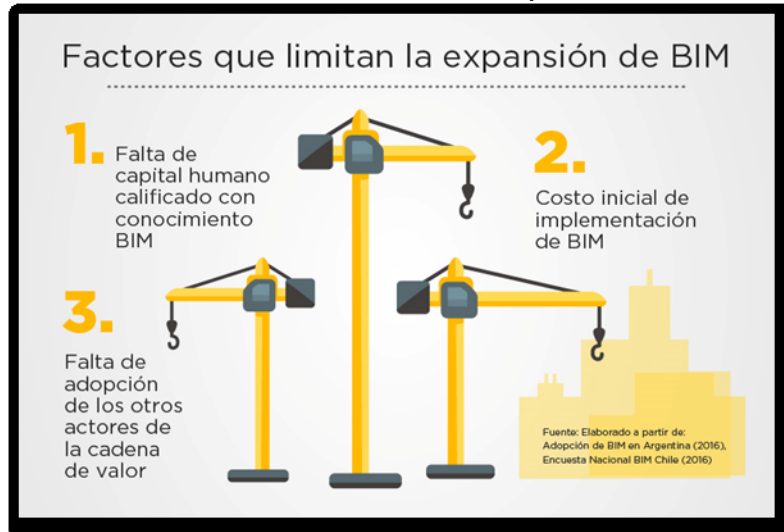 Factores que limitan la expansión de BIM
1.
Falta de
capital humano
calificado con
conocimiento
BIM
2.
Costo inicial de
implementación
de BIM
3.
Falta de
adopción
de los otros
actores de
la cadena
de valor
Fuente: Elaborado a partir de:
Adopción de BIM en Argentina (2016),
Encuesta Nacional BIM Chile (2016)